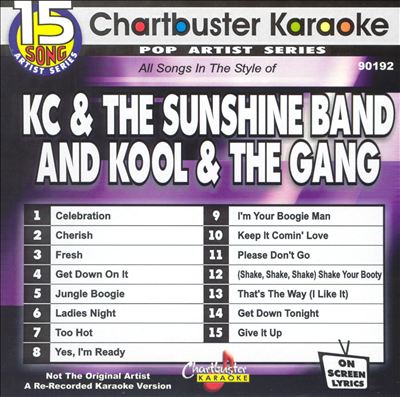 15
SONG
ARTIST SERIES
Chartbuster Karaoke
POP ARTIST SERIES
All Songs In The Style of
90192
KC & THE SUNSHINE BAND
AND KOOL & THE GANG
1 Celebration
2 Cherish
3 Fresh
4 Get Down On It
5 Jungle Boogie
6 Ladies Night
7 Too Hot
8 Yes, I'm Ready
9 I'm Your Boogie Man
10 Keep It Comin' Love
11 Please Don't Go
12 (Shake, Shake, Shake) Shake Your Booty
13 That's The Way (I Like It)
14 Get Down Tonight
15 Give It Up
Not The Original Artist
A Re-Recorded Karaoke Version
Chartbuster
KARAOKE
ON
SCREEN
LYRICS